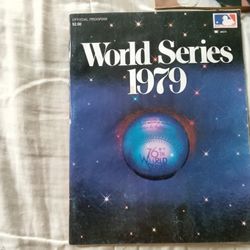 OFFICIAL PROGRAM
$2.00
World Series
1979
76TH
WORLD